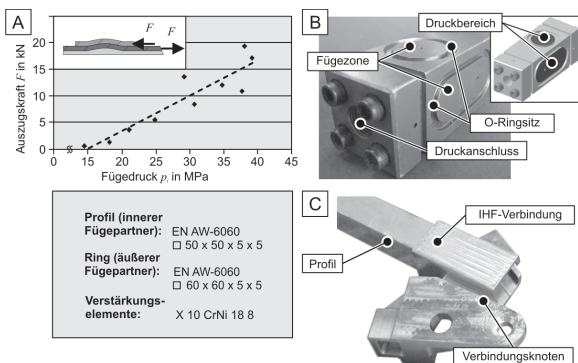 A
F
F
Auszugskraft F in kN
20
15
10
5
0
0
15
20
25
30
35
40
45
Fügedruck pᵢ in MPa
Profil (innerer
Fügepartner): EN AW-6060
□ 50 x 50 x 5 x 5
Ring (äußerer
Fügepartner): EN AW-6060
□ 60 x 60 x 5 x 5
Verstärkungs-
elemente: X 10 CrNi 18 8
B
Druckbereich
Fügezone
O-Ringsitz
Druckanschluss
C
IHF-Verbindung
Profil
Verbindungsknoten